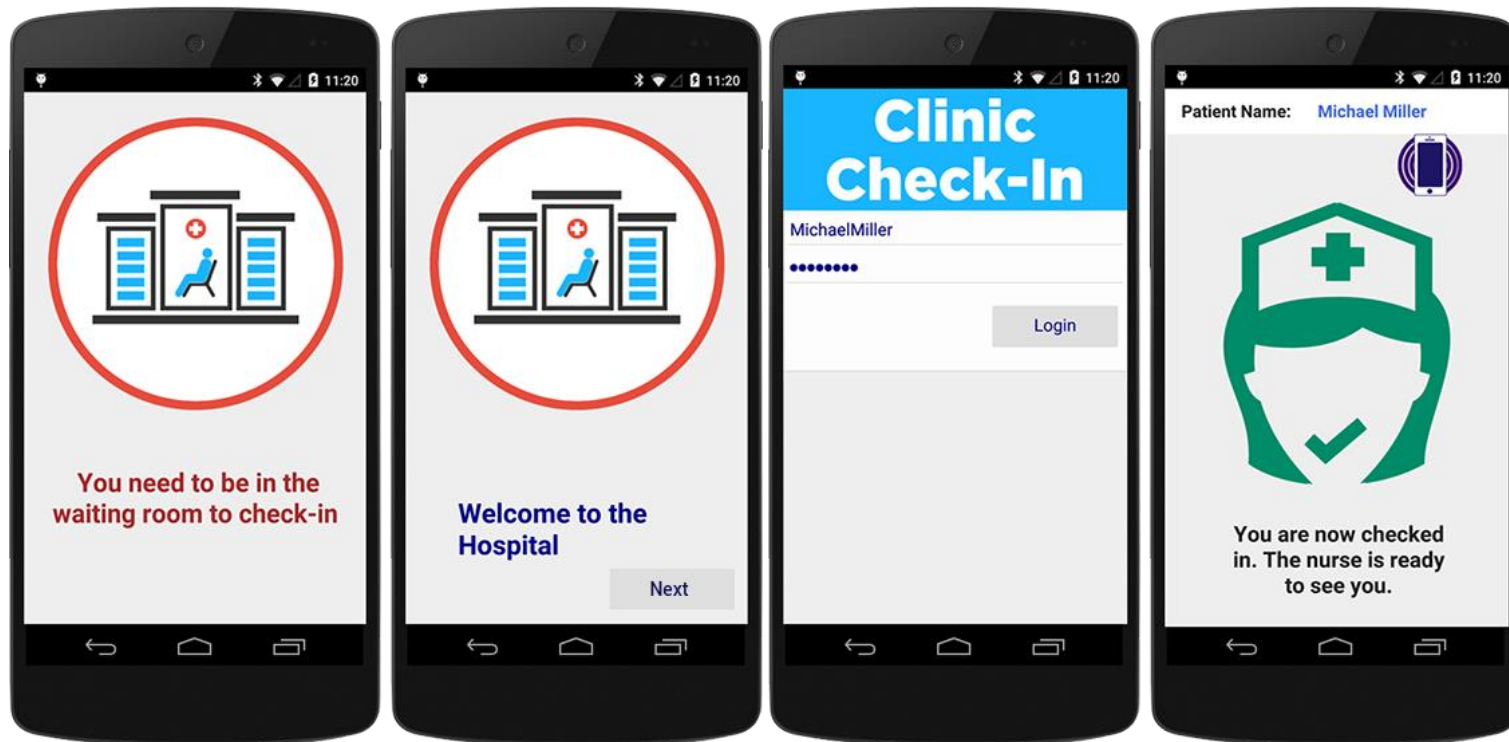 11:20
You need to be in the
waiting room to check-in
11:20
Welcome to the
Hospital
Next
11:20
Clinic
Check-In
MichaelMiller
••••••••
Login
11:20
Patient Name: Michael Miller
You are now checked
in. The nurse is ready
to see you.